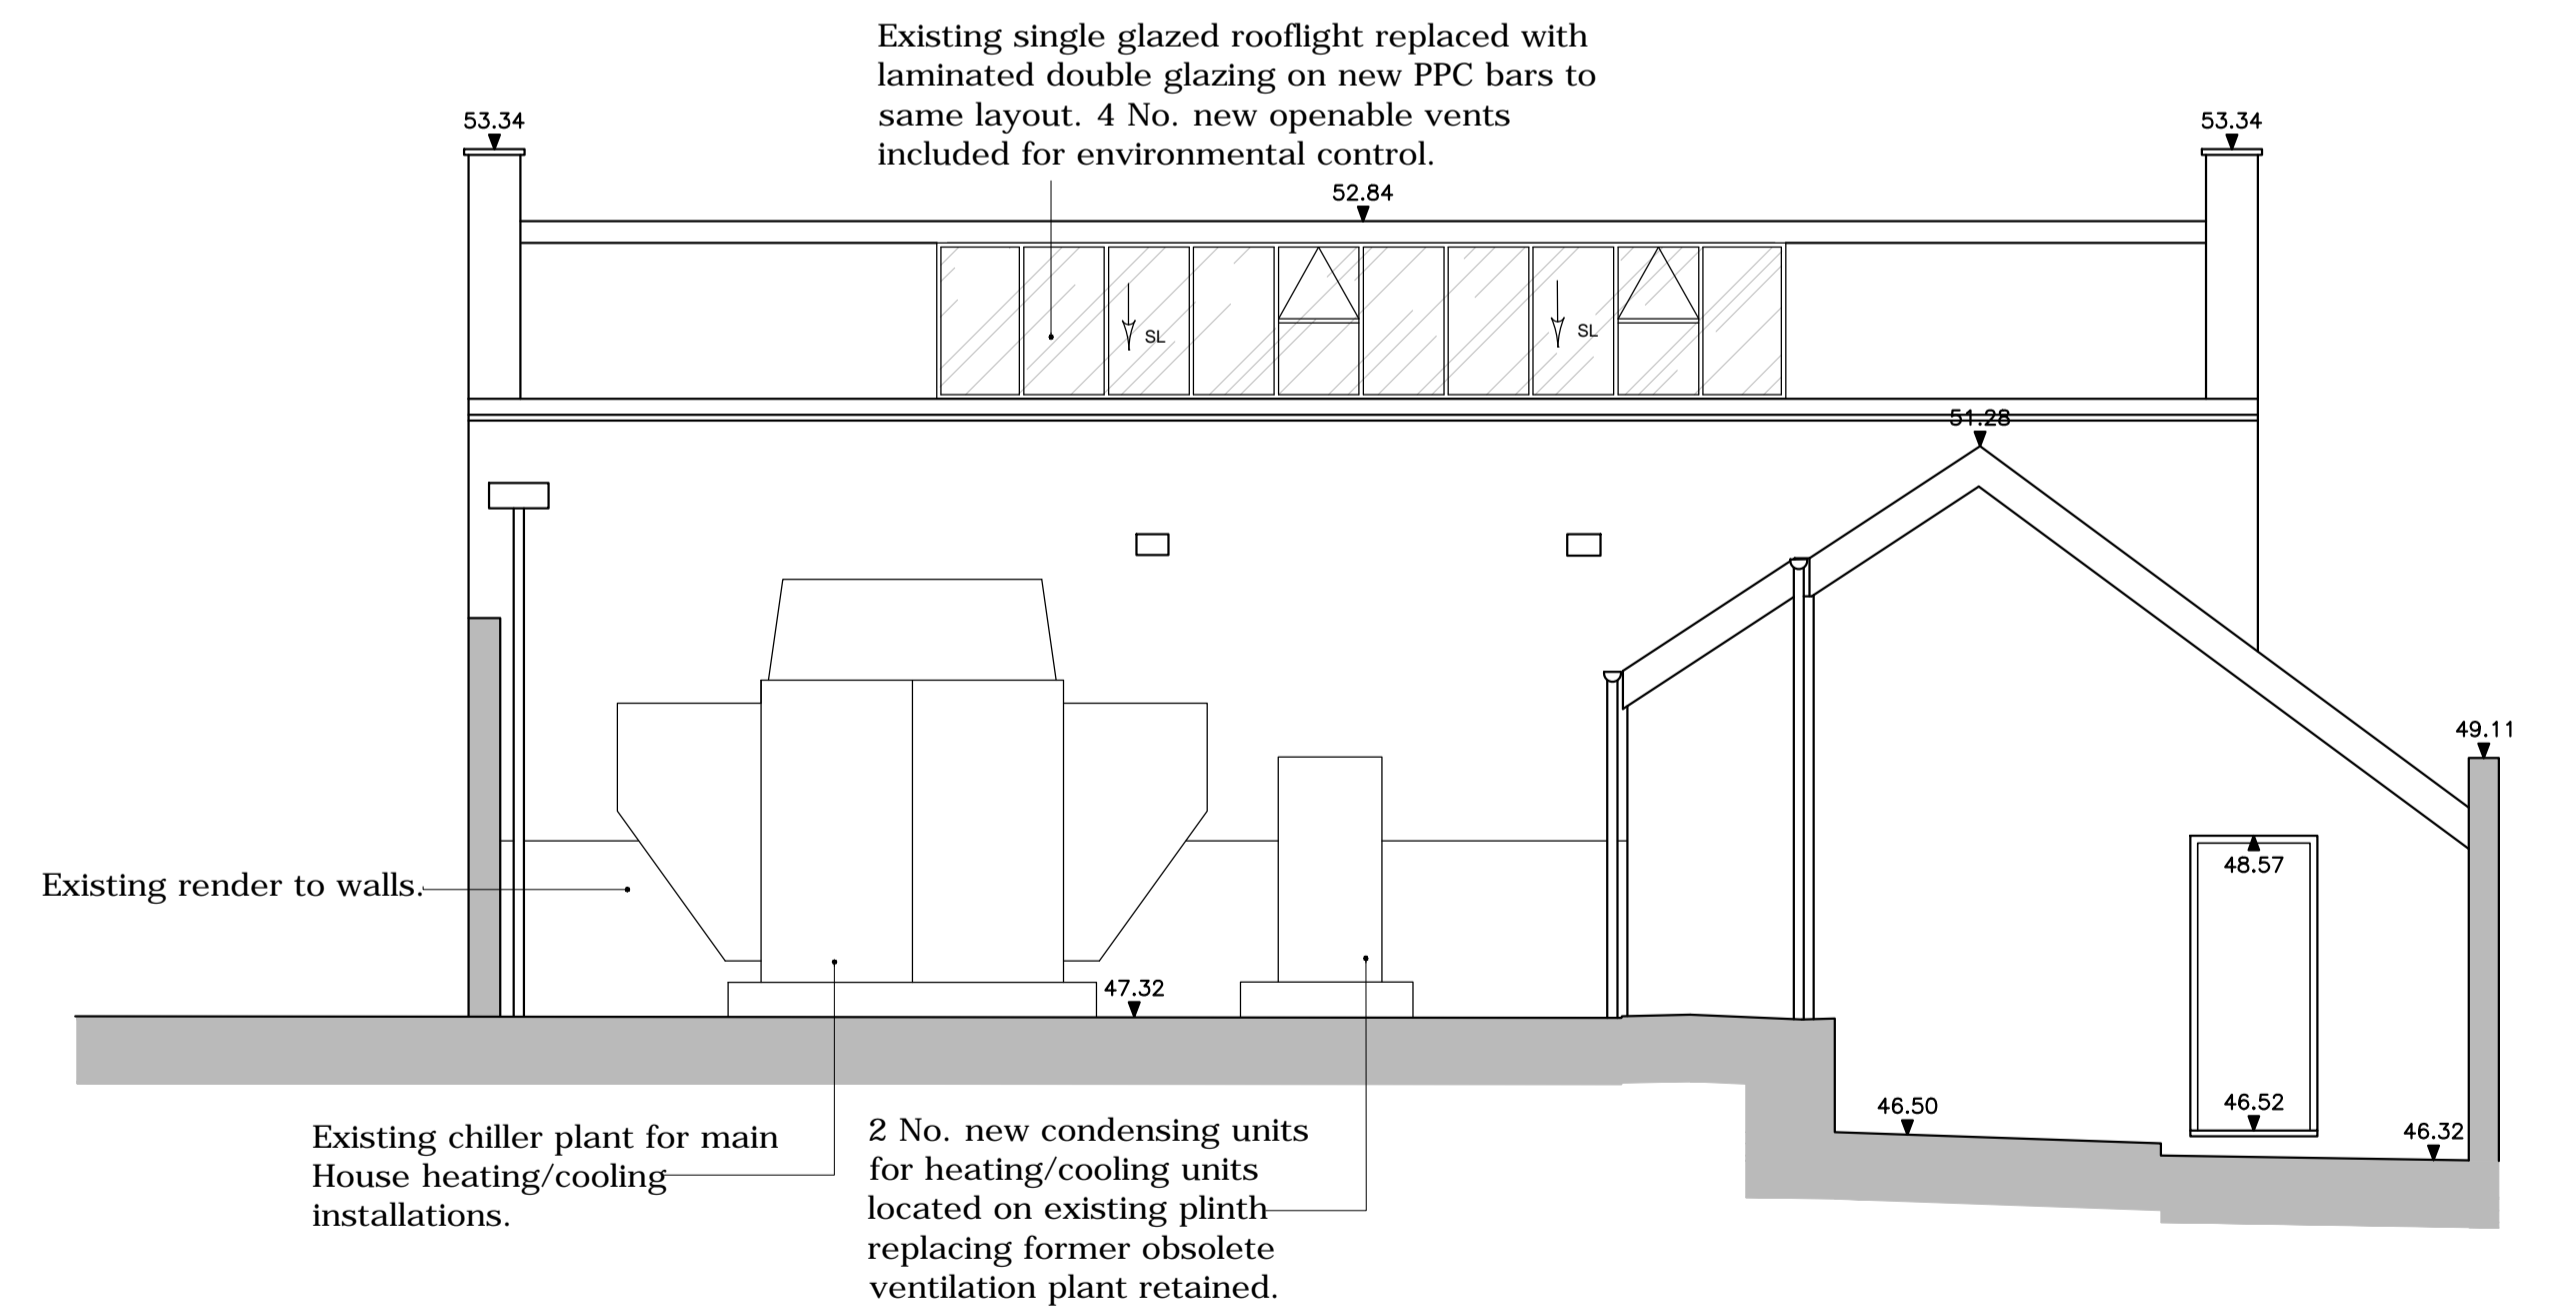 Existing single glazed rooflight replaced with
laminated double glazing on new PPC bars to
same layout. 4 No. new openable vents
included for environmental control.
53.34
53.34
52.84
SL
SL
51.28
49.11
Existing render to walls.
48.57
47.32
46.50
46.52
46.32
Existing chiller plant for main
House heating/cooling
installations.
2 No. new condensing units
for heating/cooling units
located on existing plinth
replacing former obsolete
ventilation plant retained.